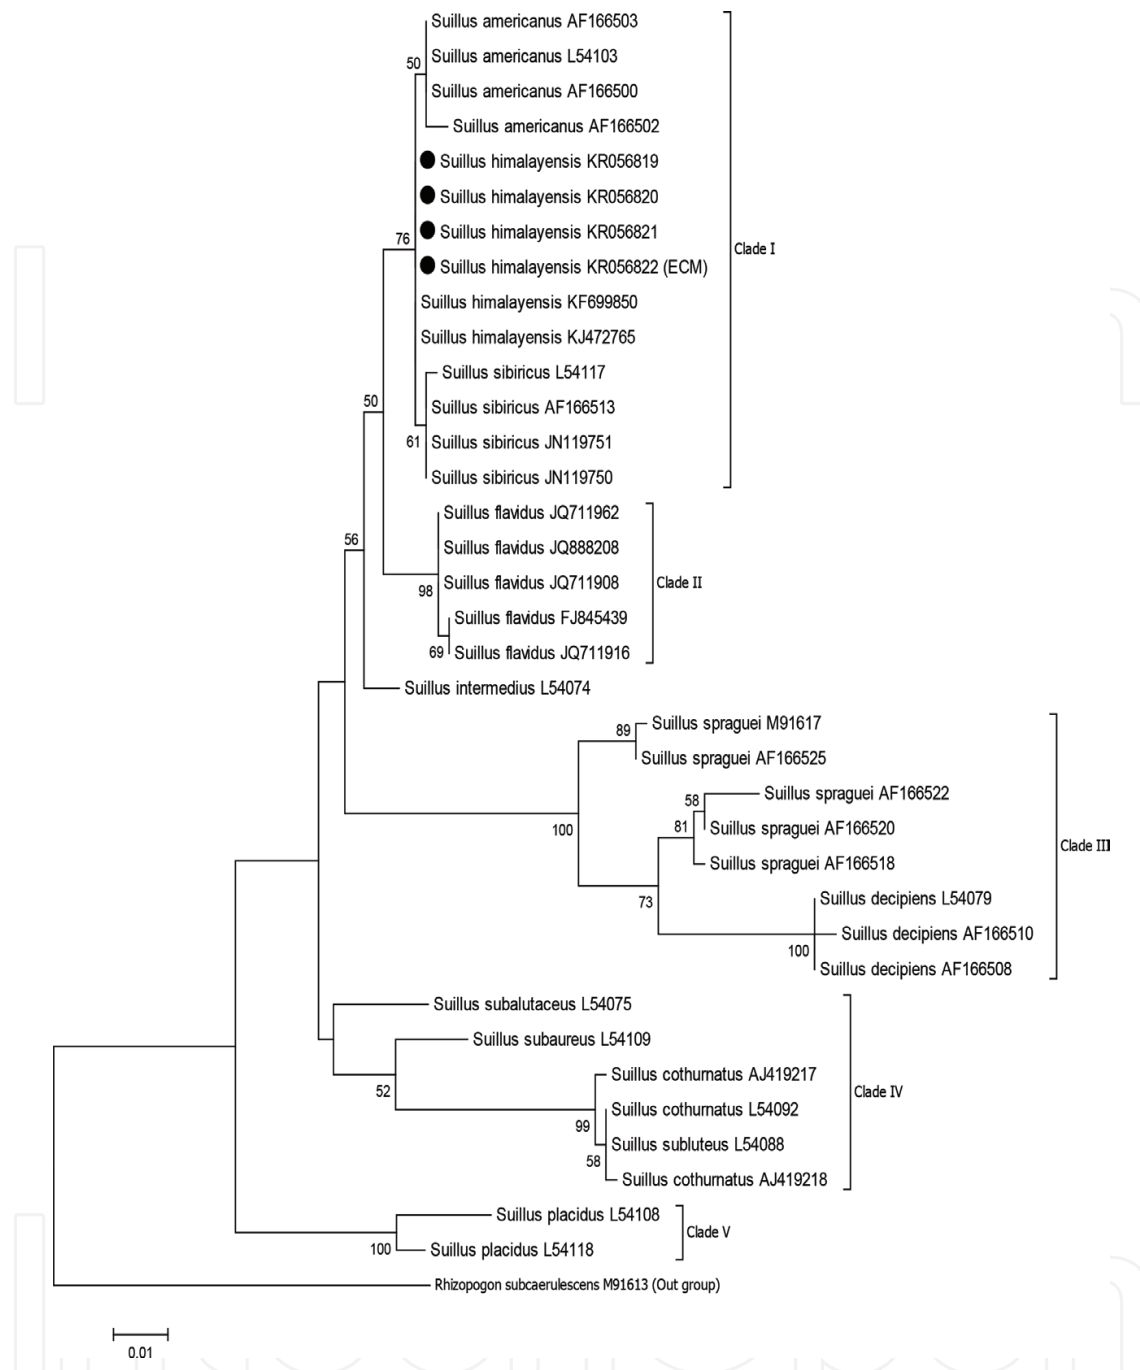 Suillus americanus AF166503
Suillus americanus L54103
50
Suillus americanus AF166500
Suillus americanus AF166502
Suillus himalayensis KR056819
Suillus himalayensis KR056820
Suillus himalayensis KR056821
76
Clade I
Suillus himalayensis KR056822 (ECM)
Suillus himalayensis KF699850
Suillus himalayensis KJ472765
Suillus sibiricus L54117
50
Suillus sibiricus AF166513
61
Suillus sibiricus JN119751
Suillus sibiricus JN119750
Suillus flavidus JQ711962
56
Suillus flavidus JQ888208
Suillus flavidus JQ711908
Clade II
98
Suillus flavidus FJ845439
69
Suillus flavidus JQ711916
Suillus intermedius L54074
Suillus spraguei M91617
89
Suillus spraguei AF166525
Suillus spraguei AF166522
58
Suillus spraguei AF166520
81
100
Clade III
Suillus spraguei AF166518
Suillus decipiens L54079
73
Suillus decipiens AF166510
100
Suillus decipiens AF166508
Suillus subalutaceus L54075
Suillus subaureus L54109
Suillus cothurnatus AJ419217
52
Clade IV
Suillus cothurnatus L54092
99
Suillus subluteus L54088
58
Suillus cothurnatus AJ419218
Suillus placidus L54108
Clade V
100
Suillus placidus L54118
Rhizopogon subcaerulescens M91613 (Out group)
0.01